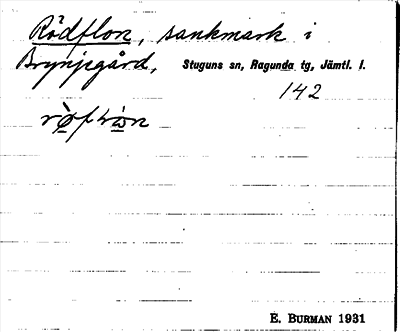 Rödflon, sankmark i
Brynjegård, Stuguns sn, Ragunda tg, Jämtl. l.
142
E. BURMAN 1931